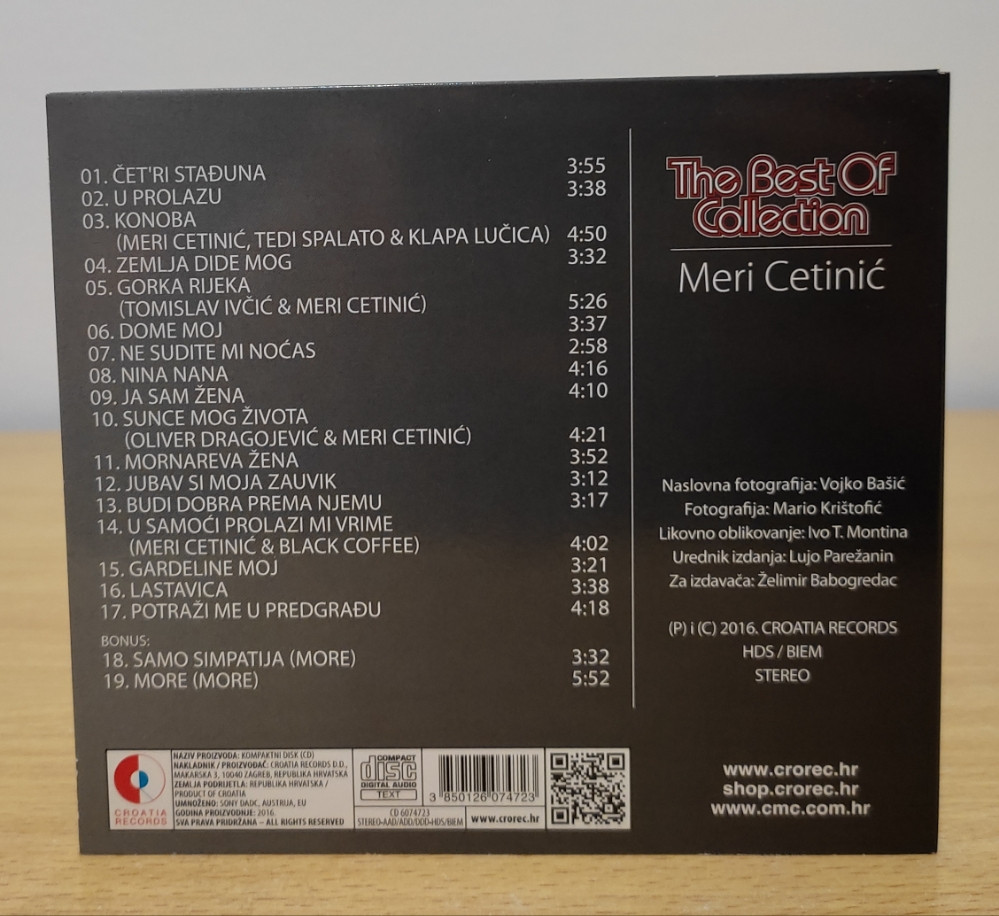 01. ČET'RI STAĐUNA 3:55
02. U PROLAZU 3:38
03. KONOBA
(MERI CETINIĆ, TEDI SPALATO & KLAPA LUČICA) 4:50
04. ZEMLJA DIDE MOG 3:32
05. GORKA RIJEKA
(TOMISLAV IVČIĆ & MERI CETINIĆ) 5:26
06. DOME MOJ 3:37
07. NE SUDITE MI NOĆAS 2:58
08. NINA NANA 4:16
09. JA SAM ŽENA 4:10
10. SUNCE MOG ŽIVOTA
(OLIVER DRAGOJEVIĆ & MERI CETINIĆ) 4:21
11. MORNAREVA ŽENA 3:52
12. JUBAV SI MOJA ZAUVIK 3:12
13. BUDI DOBRA PREMA NJEMU 3:17
14. U SAMOĆI PROLAZI MI VRIME
(MERI CETINIĆ & BLACK COFFEE) 4:02
15. GARDELINE MOJ 3:21
16. LASTAVICA 3:38
17. POTRAŽI ME U PREDGRAĐU 4:18
BONUS:
18. SAMO SIMPATIJA (MORE) 3:32
19. MORE (MORE) 5:52
The Best Of
Collection
Meri Cetinić
Naslovna fotografija: Vojko Bašić
Fotografija: Mario Krištofić
Likovno oblikovanje: Ivo T. Montina
Urednik izdanja: Lujo Parežanin
Za izdavača: Želimir Babogredac
(P) i (C) 2016. CROATIA RECORDS
HDS / BIEM
STEREO
CROATIA
RECORDS
NAZIV PROIZVODA: KOMPAKTNI DISK (CD)
NAKLADNIK / PROIZVOĐAČ: CROATIA RECORDS D.D.,
MAKARSKA 3, 10040 ZAGREB, REPUBLIKA HRVATSKA
ZEMLJA PODRIJETLA: REPUBLIKA HRVATSKA /
PRODUCT OF CROATIA
UMNOŽENO: SONY DADC, AUSTRIJA, EU
GODINA PROIZVODNJE: 2016.
SVA PRAVA PRIDRŽANA – ALL RIGHTS RESERVED
COMPACT
disc
DIGITAL AUDIO
TEXT
CD 6074723
STEREO-AAD/ADD/DDD-HDS/BIEM
3 850126 074723
www.crorec.hr
www.crorec.hr
shop.crorec.hr
www.cmc.com.hr